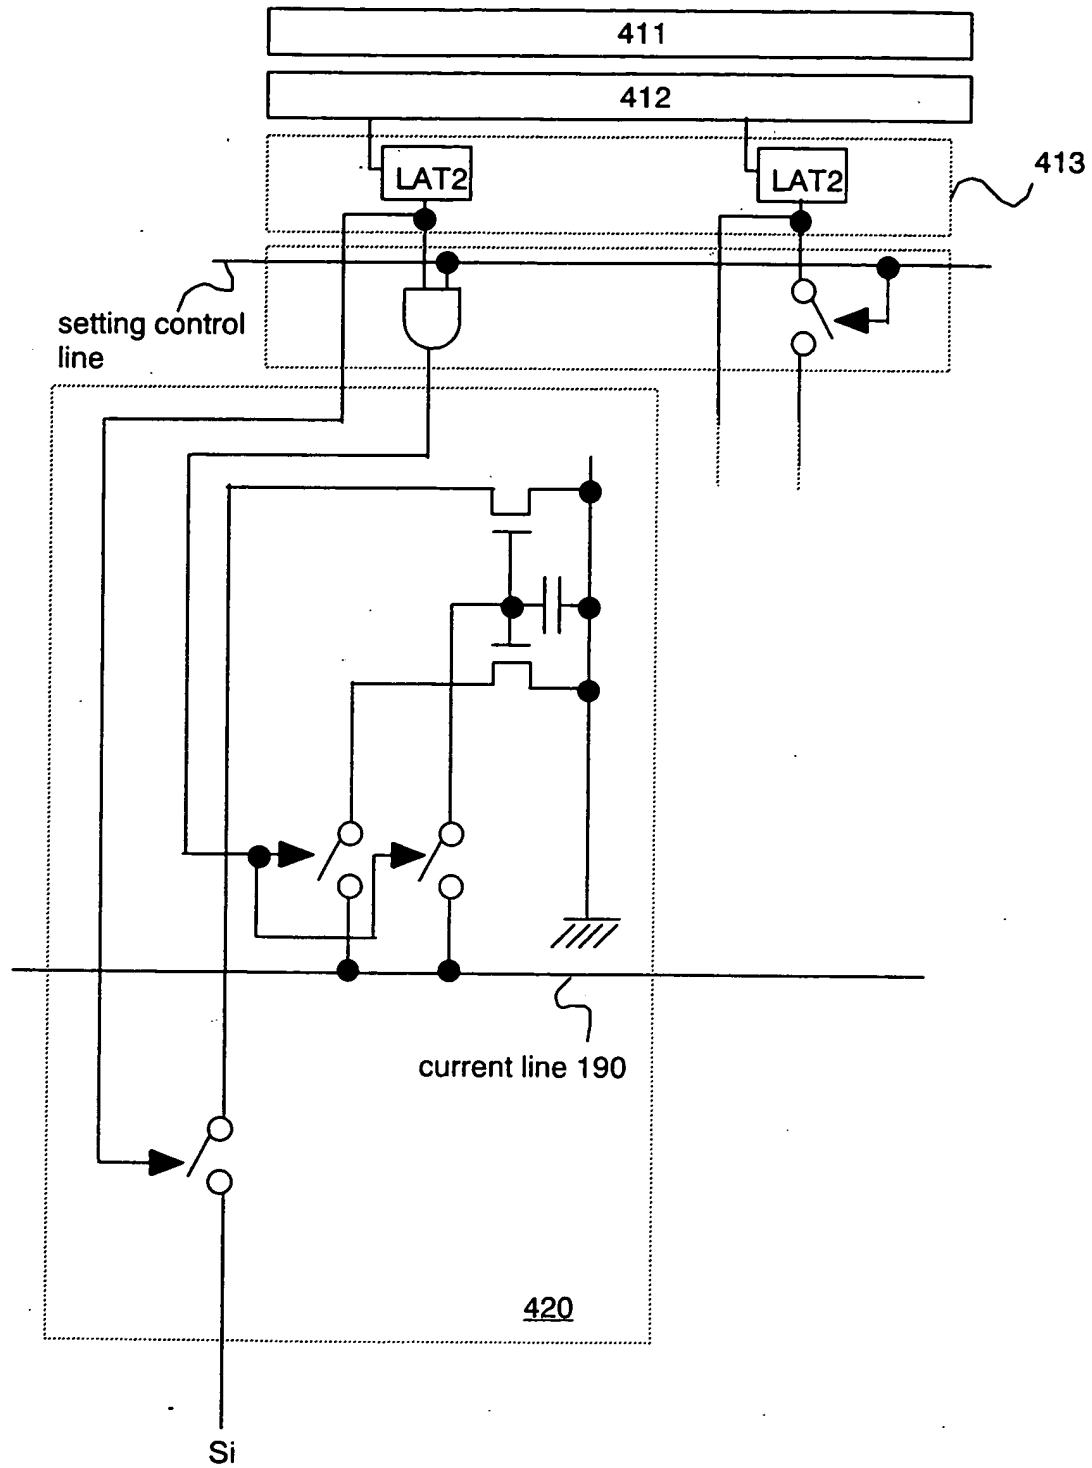 411
412
LAT2 LAT2
413
setting control
line
current line 190
420
Si